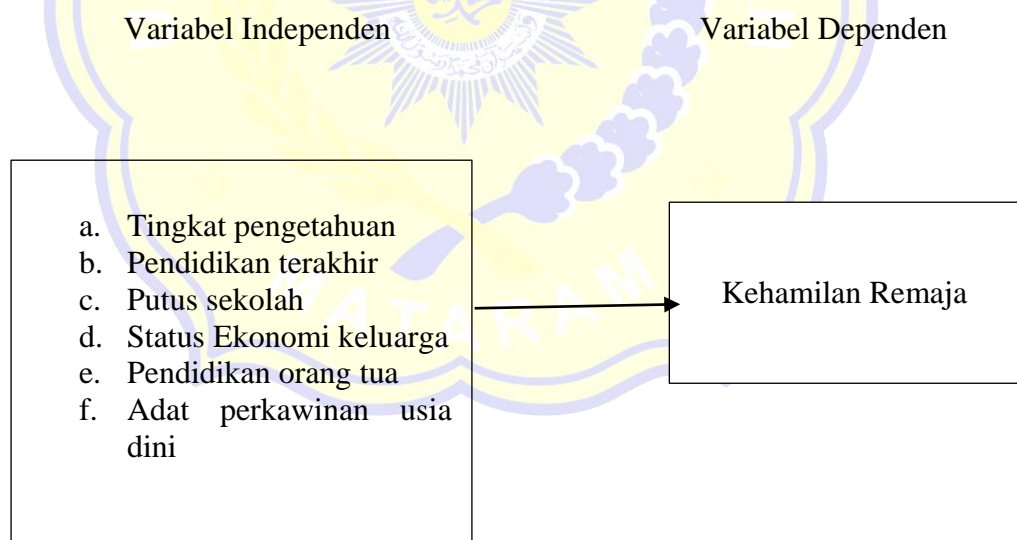 Variabel Independen
Variabel Dependen
a. Tingkat pengetahuan
b. Pendidikan terakhir
c. Putus sekolah
d. Status Ekonomi keluarga
e. Pendidikan orang tua
f. Adat perkawinan usia
dini
Kehamilan Remaja
MATARAM